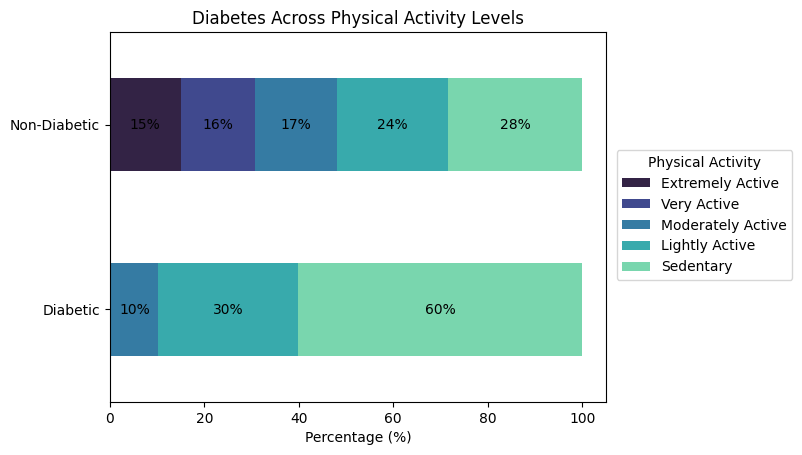 Diabetes Across Physical Activity Levels
Non-Diabetic
15% 16% 17% 24% 28%
Diabetic
10% 30% 60%
0 20 40 60 80 100
Percentage (%)
Physical Activity
Extremely Active
Very Active
Moderately Active
Lightly Active
Sedentary